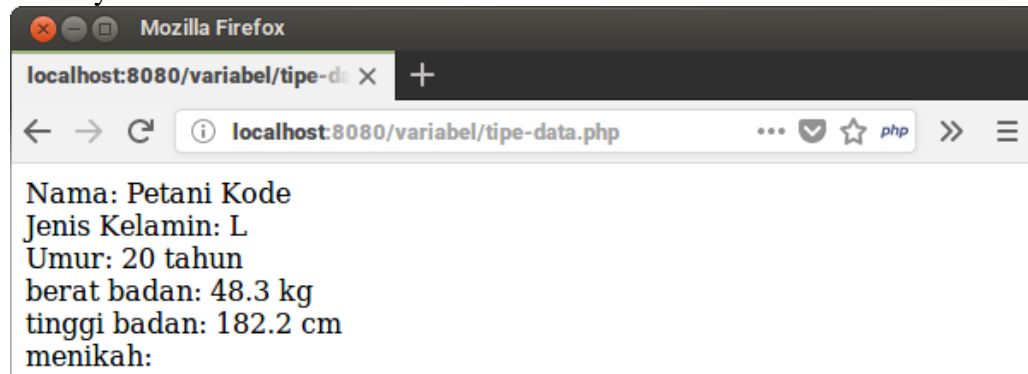 Mozilla Firefox
localhost:8080/variabel/tipe-da
localhost:8080/variabel/tipe-data.php
php
Nama: Petani Kode
Jenis Kelamin: L
Umur: 20 tahun
berat badan: 48.3 kg
tinggi badan: 182.2 cm
menikah: